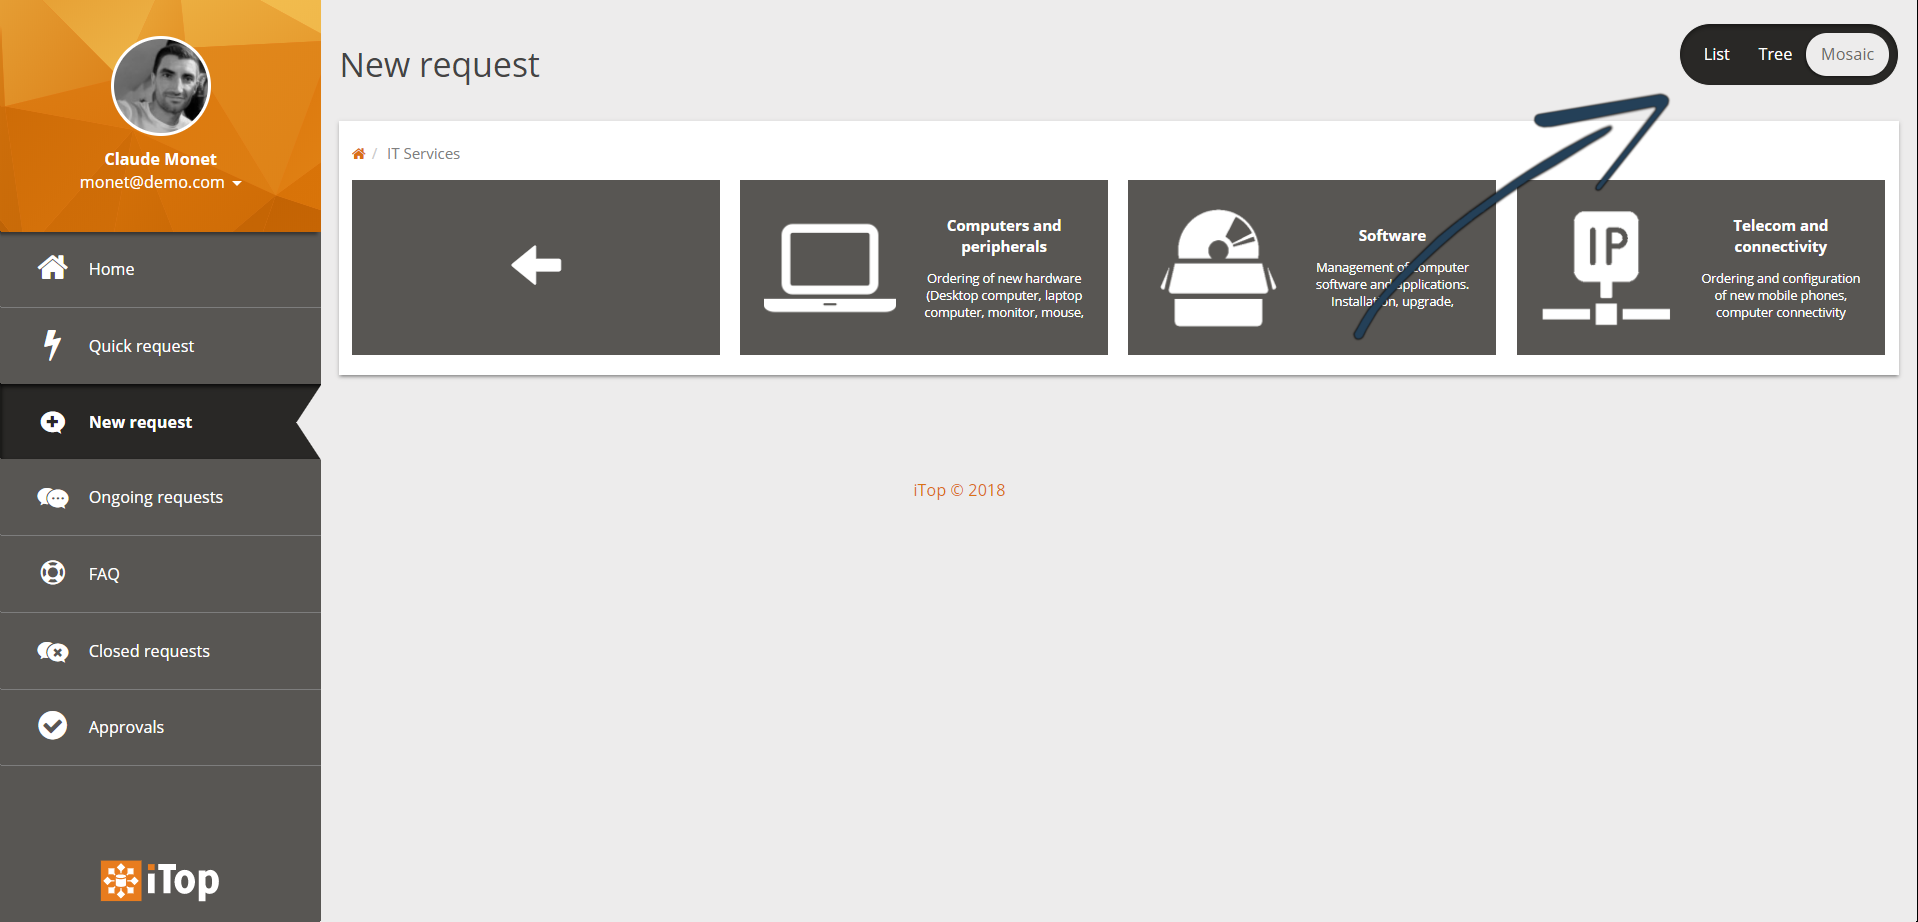 Claude Monet
monet@demo.com
Home
Quick request
New request
Ongoing requests
FAQ
Closed requests
Approvals
iTop
New request
List Tree Mosaic
/ IT Services
Computers and
peripherals
Ordering of new hardware
(Desktop computer, laptop
computer, monitor, mouse,
Software
Management of computer
software and applications.
Installation, upgrade,
IP
Telecom and
connectivity
Ordering and configuration
of new mobile phones,
computer connectivity
iTop © 2018